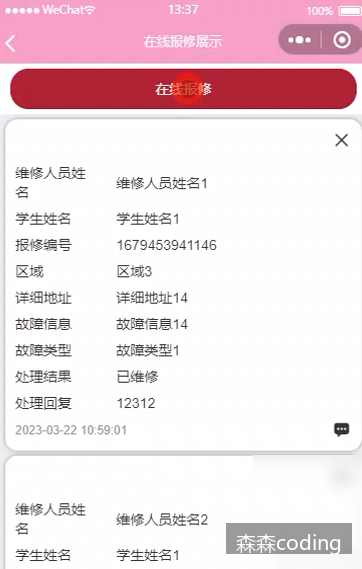 WeChat 13:37 100%
在线报修展示
在线报修
维修人员姓名 维修人员姓名1
学生姓名 学生姓名1
报修编号 1679453941146
区域 区域3
详细地址 详细地址14
故障信息 故障信息14
故障类型 故障类型1
处理结果 已维修
处理回复 12312
2023-03-22 10:59:01
维修人员姓名 维修人员姓名2
学生姓名 学生姓名1
森森coding